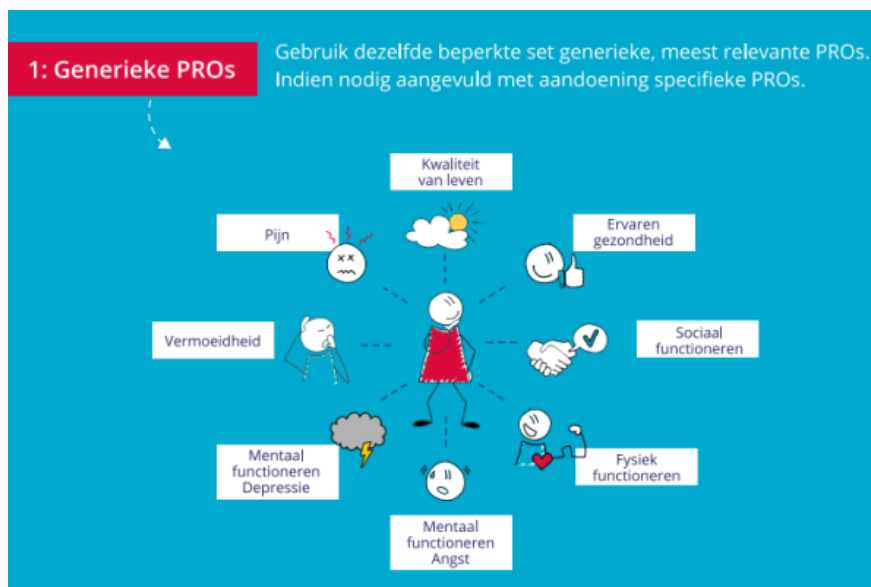 1: Generieke PROs
Gebruik dezelfde beperkte set generieke, meest relevante PROs.
Indien nodig aangevuld met aandoening specifieke PROs.
Kwaliteit
van leven
Pijn
Ervaren
gezondheid
Vermoeidheid
Sociaal
functioneren
Mentaal
functioneren
Depressie
Fysiek
functioneren
Mentaal
functioneren
Angst